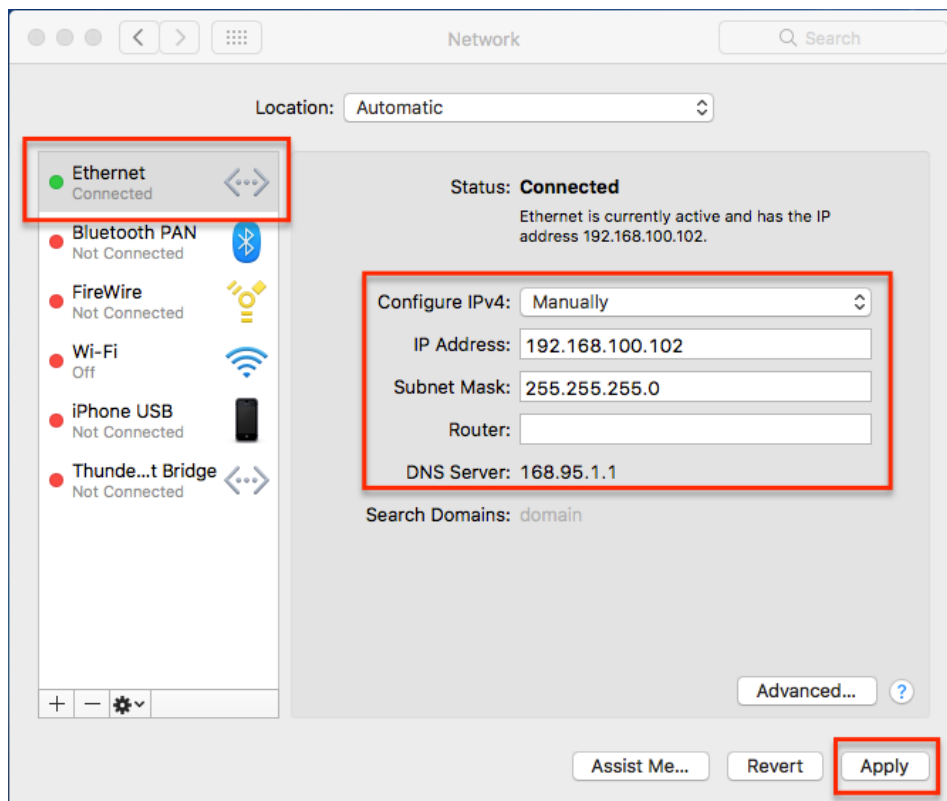 Network
Search
Location: Automatic
Ethernet
Connected
Bluetooth PAN
Not Connected
FireWire
Not Connected
Wi-Fi
Off
iPhone USB
Not Connected
Thunde...t Bridge
Not Connected
Status: Connected
Ethernet is currently active and has the IP
address 192.168.100.102.
Configure IPv4: Manually
IP Address: 192.168.100.102
Subnet Mask: 255.255.255.0
Router:
DNS Server: 168.95.1.1
Search Domains: domain
Advanced... ?
Assist Me... Revert Apply